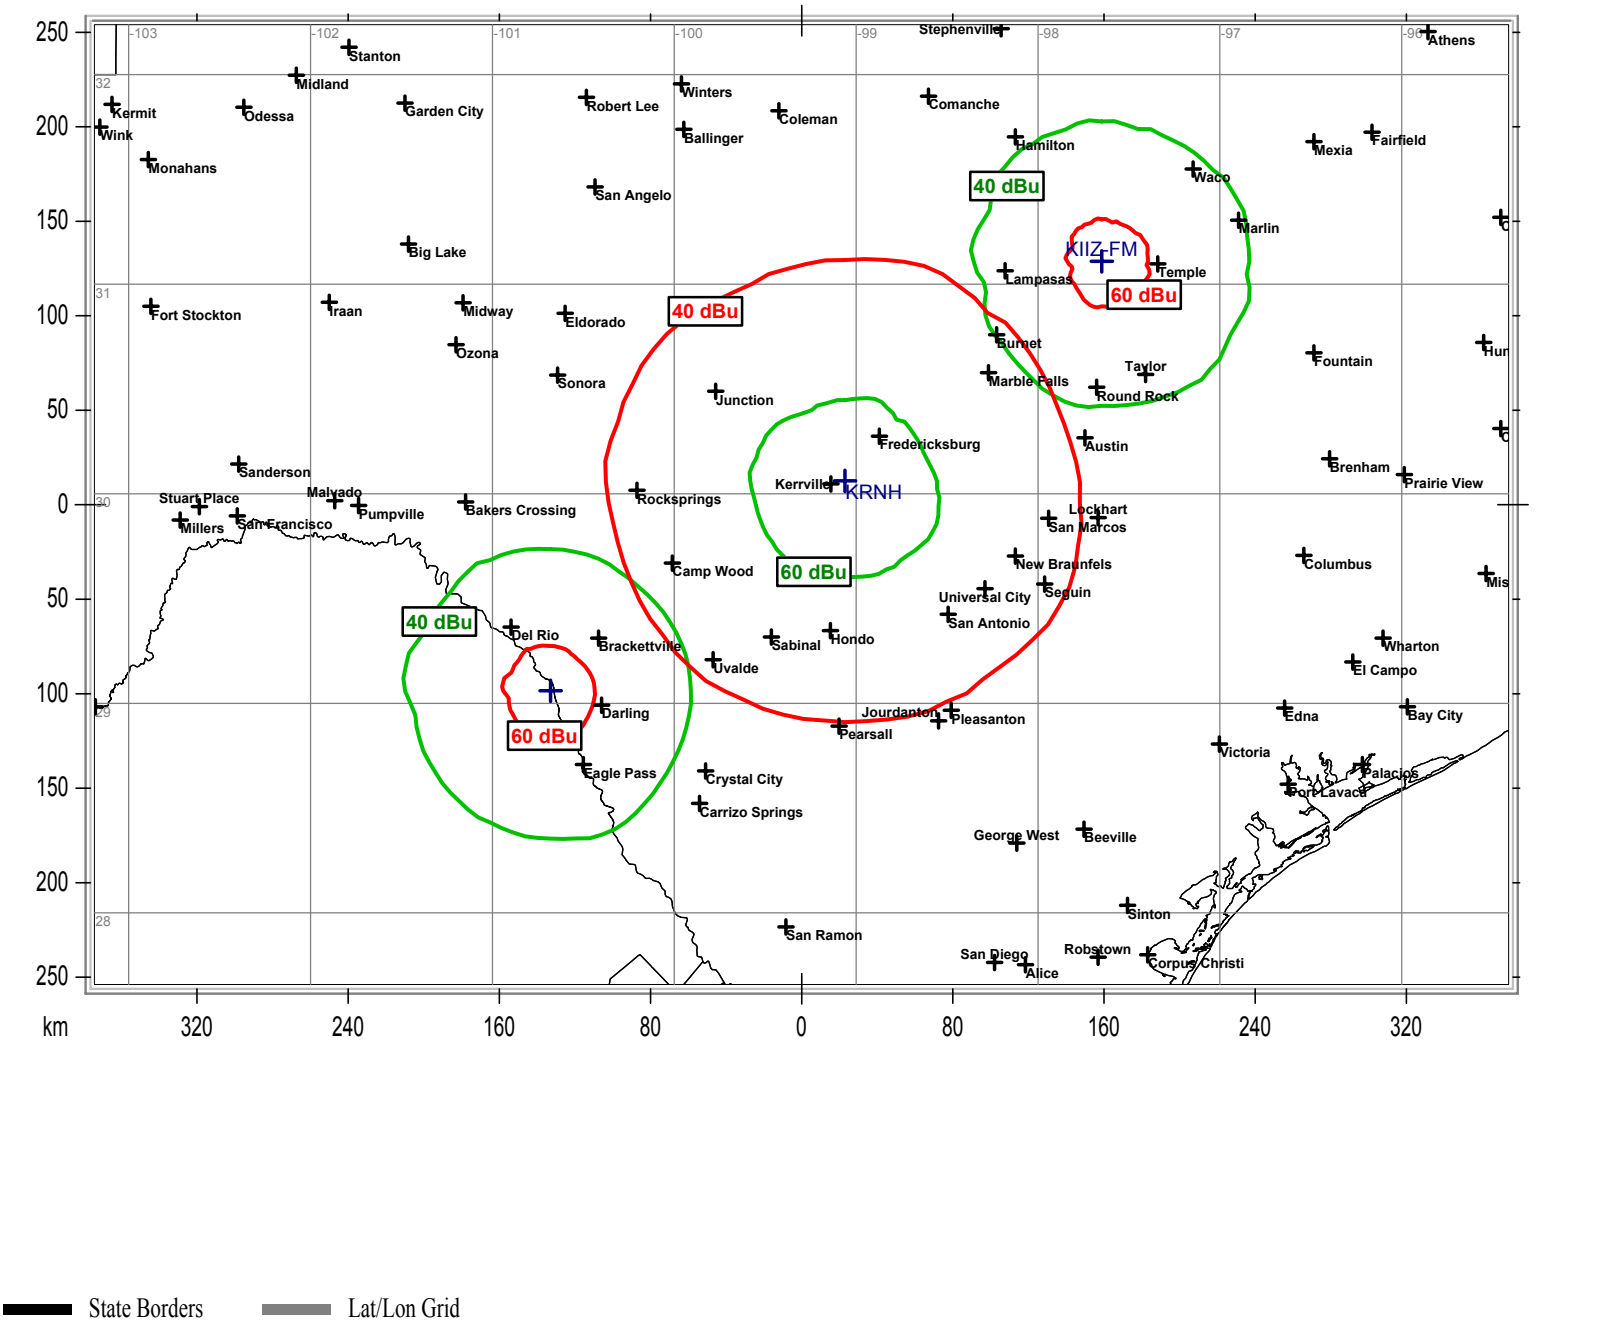 Stephenville
250
-103
-102
-101
-100
-99
-98
-97
-96
Athens
Stanton
32
Midland
Winters
Kermit
Odessa
Garden City
Robert Lee
Coleman
Comanche
200
Wink
Ballinger
Hamilton
Mexia
Fairfield
Monahans
San Angelo
40 dBu
Waco
150
Big Lake
Marlin
KIIZ-FM
Lampasas
Temple
31
60 dBu
100
Fort Stockton
Iraan
Midway
Eldorado
40 dBu
Ozona
Burnet
Fountain
Hun
Sonora
Marble Falls
Taylor
Round Rock
50
Junction
Fredericksburg
Austin
Sanderson
Brenham
Kerrville
KRNH
Prairie View
Stuart Place
Malvado
30
0
Millers
San Francisco
Pumpville
Bakers Crossing
Rocksprings
Lockhart
San Marcos
Camp Wood
60 dBu
New Braunfels
Columbus
Mis
50
Universal City
Seguin
40 dBu
Del Rio
San Antonio
Brackettville
Sabinal
Hondo
Wharton
Uvalde
El Campo
100
29
Darling
Jourdanton
Pleasanton
Edna
Bay City
60 dBu
Pearsall
Victoria
Eagle Pass
Crystal City
Palacios
150
Port Lavaca
Carrizo Springs
George West
Beeville
200
28
Sinton
San Ramon
San Diego
Robstown
Corpus Christi
Alice
250
km
320
240
160
80
0
80
160
240
320
State Borders
Lat/Lon Grid